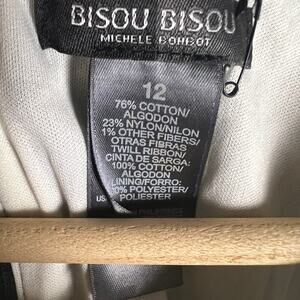 BISOU BISOU
MICHELE BOHBOT
12
76% COTTON/
ALGODON
23% NYLON/NILON
1% OTHER FIBERS/
OTRAS FIBRAS
TWILL RIBBON/
CINTA DE SARGA:
100% COTTON/
ALGODON
LINING/FORRO:
00% POLYESTER/
POLIESTER